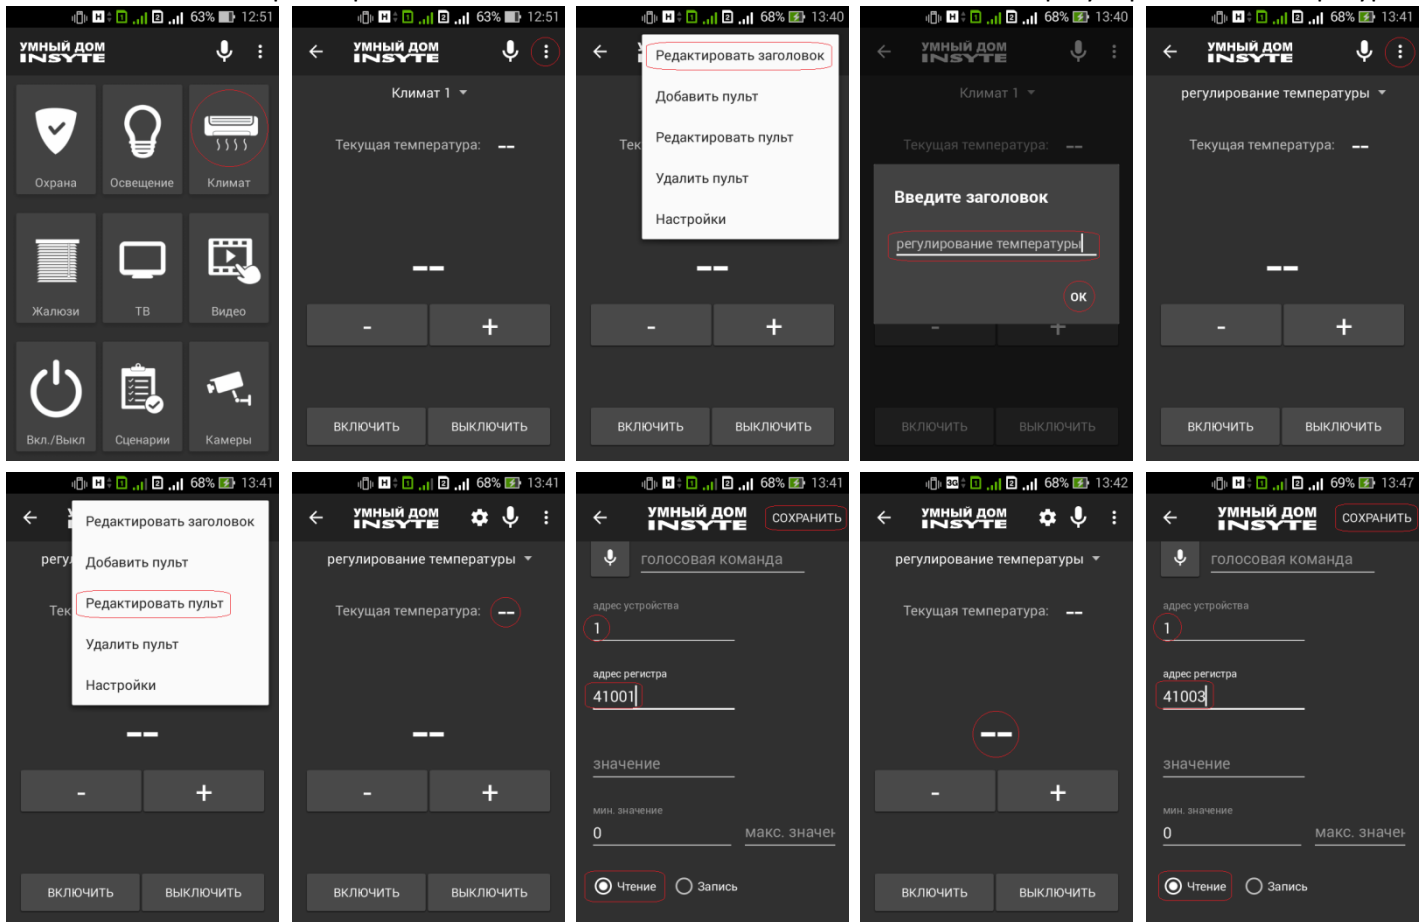 63% 12:51
УМНЫЙ ДОМ
INSYTE
Охрана
Освещение
Климат
Жалюзи
ТВ
Видео
Вкл./Выкл
Сценарии
Камеры
63% 12:51
УМНЫЙ ДОМ
INSYTE
Климат 1
Текущая температура: --
--
- +
ВКЛЮЧИТЬ ВЫКЛЮЧИТЬ
68% 13:40
Редактировать заголовок
Добавить пульт
Редактировать пульт
Удалить пульт
Настройки
Тек
--
- +
ВКЛЮЧИТЬ ВЫКЛЮЧИТЬ
68% 13:40
УМНЫЙ ДОМ
INSYTE
Климат 1
Текущая температура: --
Введите заголовок
регулирование температуры
ОК
- +
ВКЛЮЧИТЬ ВЫКЛЮЧИТЬ
68% 13:41
УМНЫЙ ДОМ
INSYTE
регулирование температуры
Текущая температура: --
--
- +
ВКЛЮЧИТЬ ВЫКЛЮЧИТЬ
68% 13:41
Редактировать заголовок
регу
Добавить пульт
Редактировать пульт
Тек
Удалить пульт
Настройки
--
- +
ВКЛЮЧИТЬ ВЫКЛЮЧИТЬ
68% 13:41
УМНЫЙ ДОМ
INSYTE
регулирование температуры
Текущая температура: --
--
- +
ВКЛЮЧИТЬ ВЫКЛЮЧИТЬ
68% 13:41
УМНЫЙ ДОМ
INSYTE
СОХРАНИТЬ
голосовая команда
адрес устройства
1
адрес регистра
41001
значение
мин. значение
0 макс. значен
Чтение Запись
3G 68% 13:42
УМНЫЙ ДОМ
INSYTE
регулирование температуры
Текущая температура: --
--
- +
ВКЛЮЧИТЬ ВЫКЛЮЧИТЬ
69% 13:47
УМНЫЙ ДОМ
INSYTE
СОХРАНИТЬ
голосовая команда
адрес устройства
1
адрес регистра
41003
значение
мин. значение
0 макс. значен
Чтение Запись